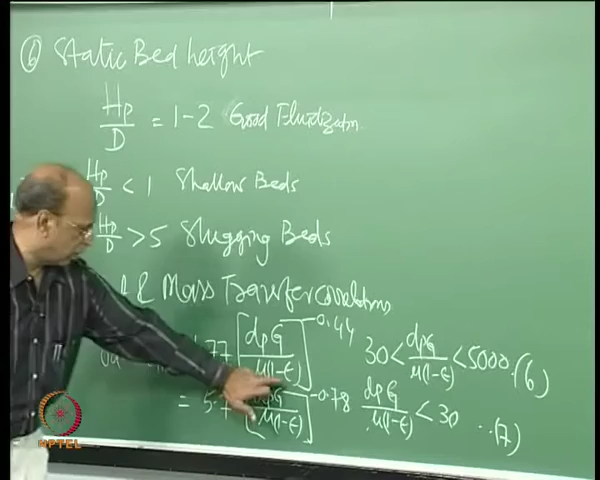 ⑥ Static Bed height
Hp/D = 1-2 Good Fluidization
Hp/D < 1 Shallow Beds
Hp/D > 5 Slugging Beds
& Mass Transfer correlations
77 [dpG/μ(1-ε)]^-0.44 30 < dpG/μ(1-ε) < 5000 ..(6)
= 5.7 [dpG/μ(1-ε)]^-0.78 dpG/μ(1-ε) < 30 ...(7)
NPTEL